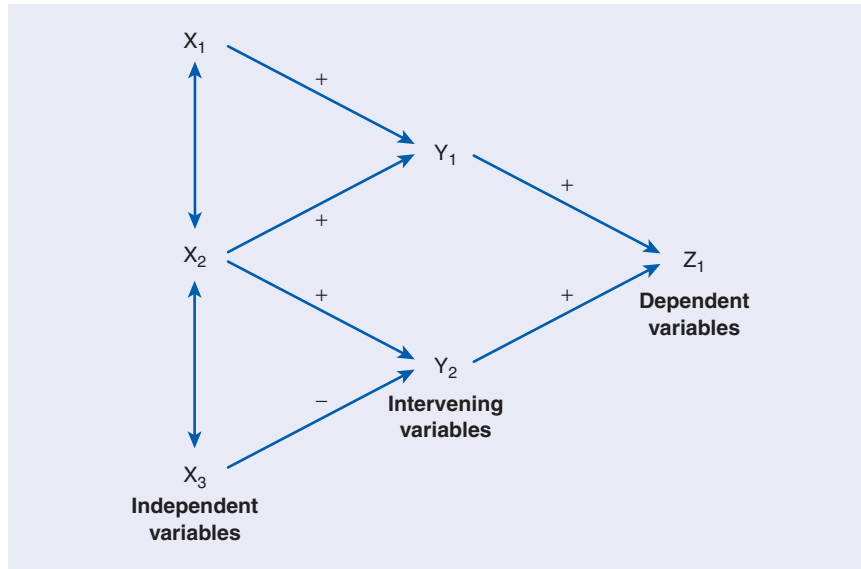 X₁
+
Y₁
+
+
X₂
Z₁
+
+
Dependent
variables
Y₂
−
Intervening
variables
X₃
Independent
variables